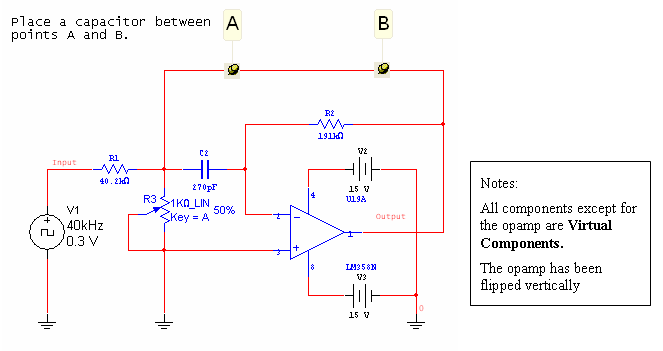 Place a capacitor between
points A and B.
A
B
R2
191kΩ
Input
R1
40.2kΩ
C2
270pF
V2
15 V
U19A
4
R3
1KΩ_LIN
Key = A
50%
V1
40kHz
0.3 V
2
3
1
Output
8
LM358N
V3
15 V
0
Notes:
All components except for
the opamp are Virtual
Components.
The opamp has been
flipped vertically